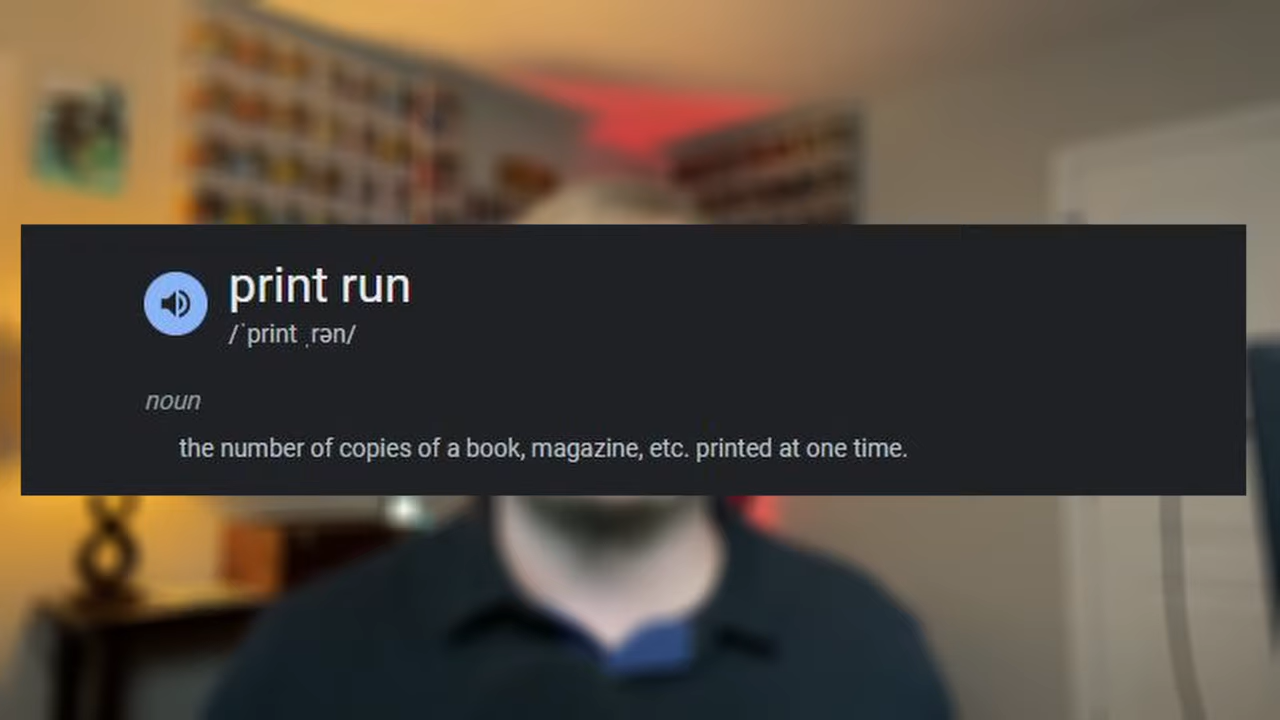 print run
/ˈprint ˌrən/
noun
the number of copies of a book, magazine, etc. printed at one time.